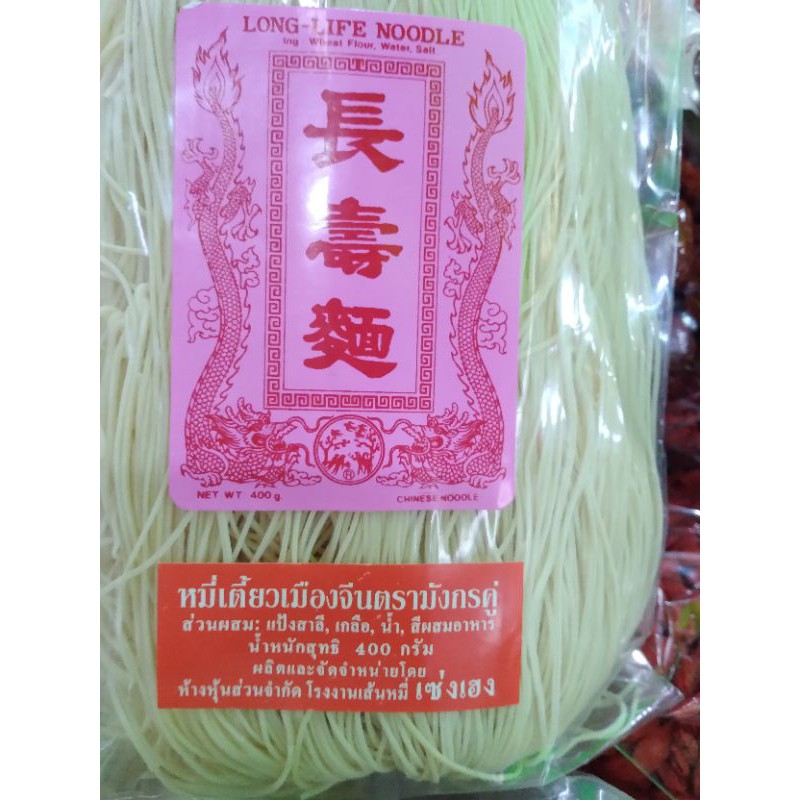 LONG-LIFE NOODLE
Ing Wheat Flour, Water, Salt
長
壽
麵
NET WT. 400 g.
CHINESE NOODLE
หมี่เตี้ยวเมืองจีนตรามังกรคู่
ส่วนผสม: แป้งสาลี, เกลือ, น้ำ, สีผสมอาหาร
น้ำหนักสุทธิ 400 กรัม
ผลิตและจัดจำหน่ายโดย
ห้างหุ้นส่วนจำกัด โรงงานเส้นหมี่ เซ่งเฮง